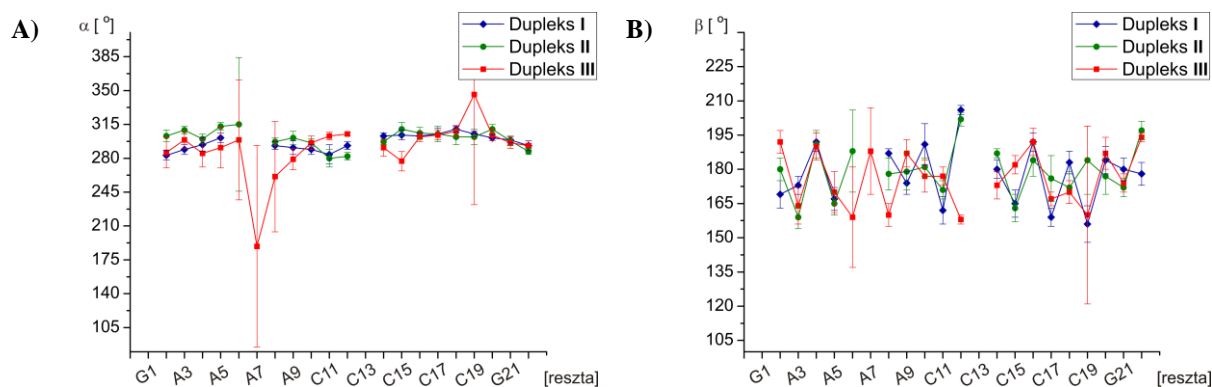 A)
α [ °]
Dupleks I
Dupleks II
Dupleks III
385
350
315
280
245
210
175
140
105
G1 A3 A5 A7 A9 C11 C13 C15 C17 C19 G21 [reszta]
B)
β [ °]
Dupleks I
Dupleks II
Dupleks III
225
215
195
185
165
150
135
120
105
G1 A3 A5 A7 A9 C11 C13 C15 C17 C19 G21 [reszta]